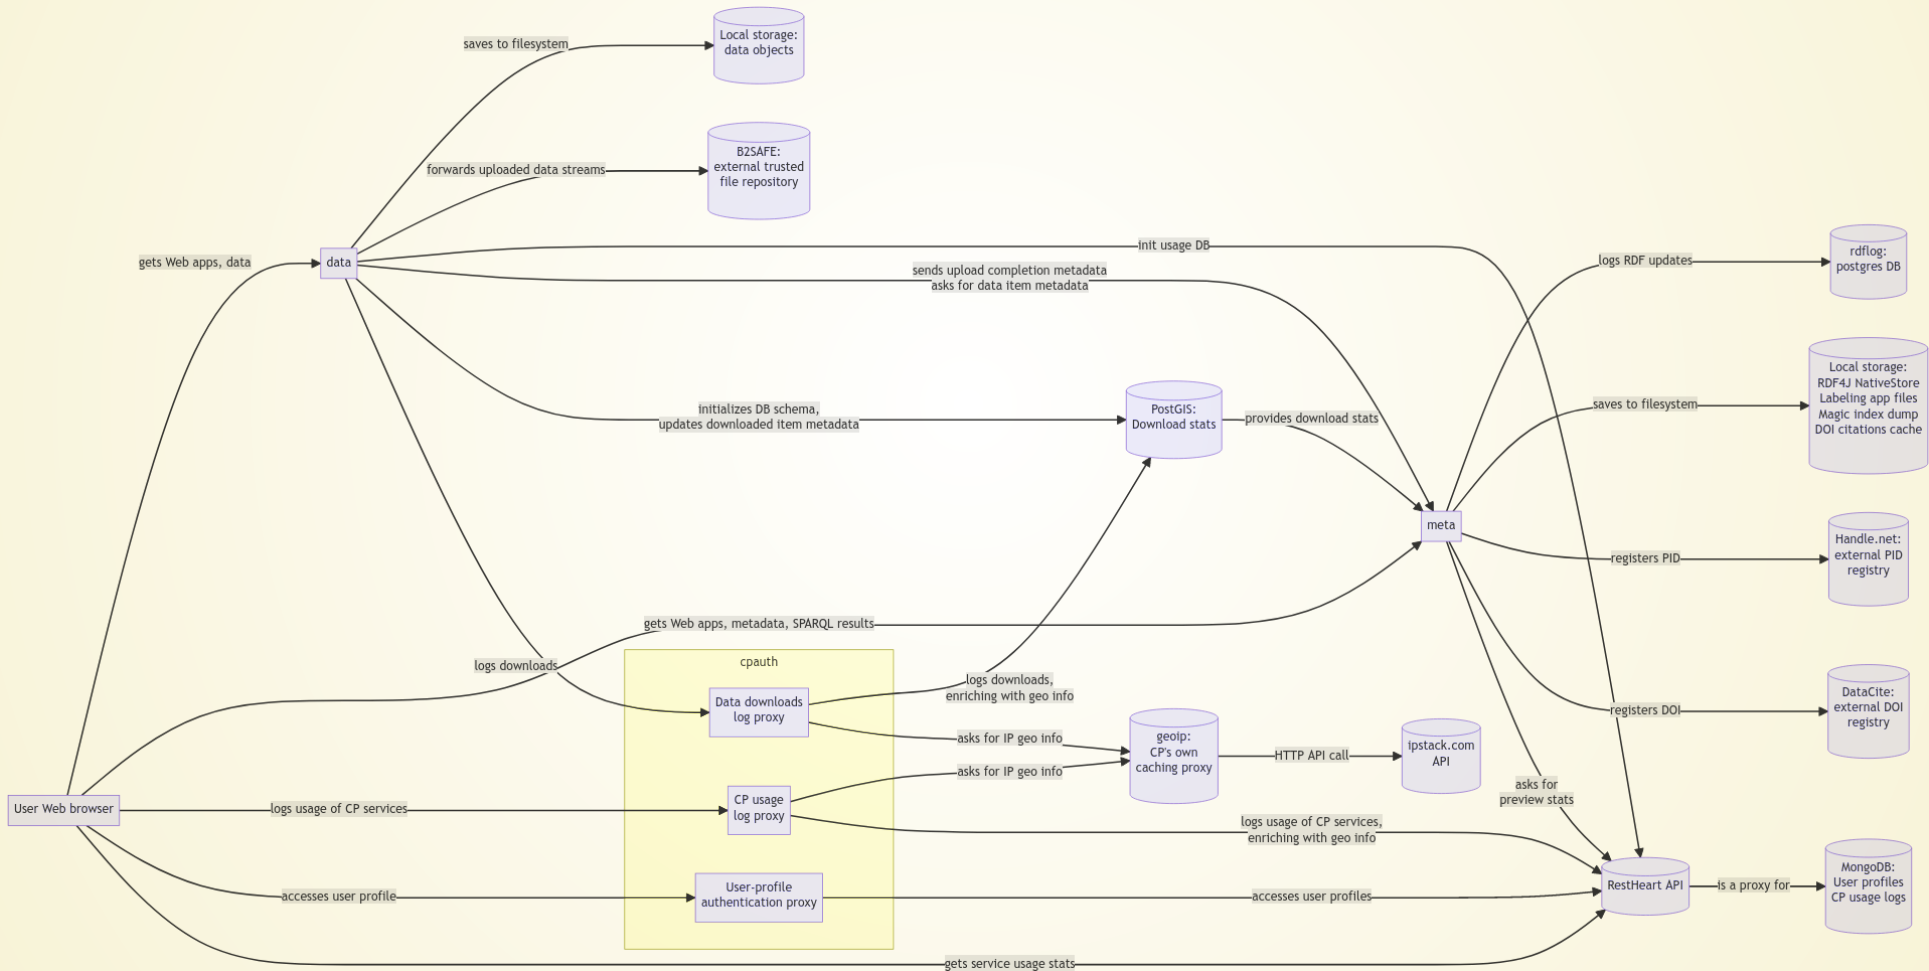 Local storage:
data objects
saves to filesystem
B2SAFE:
external trusted
file repository
forwards uploaded data streams
gets Web apps, data
data
init usage DB
sends upload completion metadata
asks for data item metadata
logs RDF updates
rdflog:
postgres DB
Local storage:
RDF4J NativeStore
Labeling app files
Magic index dump
DOI citations cache
saves to filesystem
initializes DB schema,
updates downloaded item metadata
PostGIS:
Download stats
provides download stats
meta
registers PID
Handle.net:
external PID
registry
gets Web apps, metadata, SPARQL results
logs downloads
cpauth
Data downloads
log proxy
logs downloads,
enriching with geo info
asks for IP geo info
asks for IP geo info
geoip:
CP's own
caching proxy
HTTP API call
ipstack.com
API
registers DOI
DataCite:
external DOI
registry
asks for
preview stats
User Web browser
logs usage of CP services
CP usage
log proxy
logs usage of CP services,
enriching with geo info
accesses user profile
User-profile
authentication proxy
accesses user profiles
RestHeart API
is a proxy for
MongoDB:
User profiles
CP usage logs
gets service usage stats